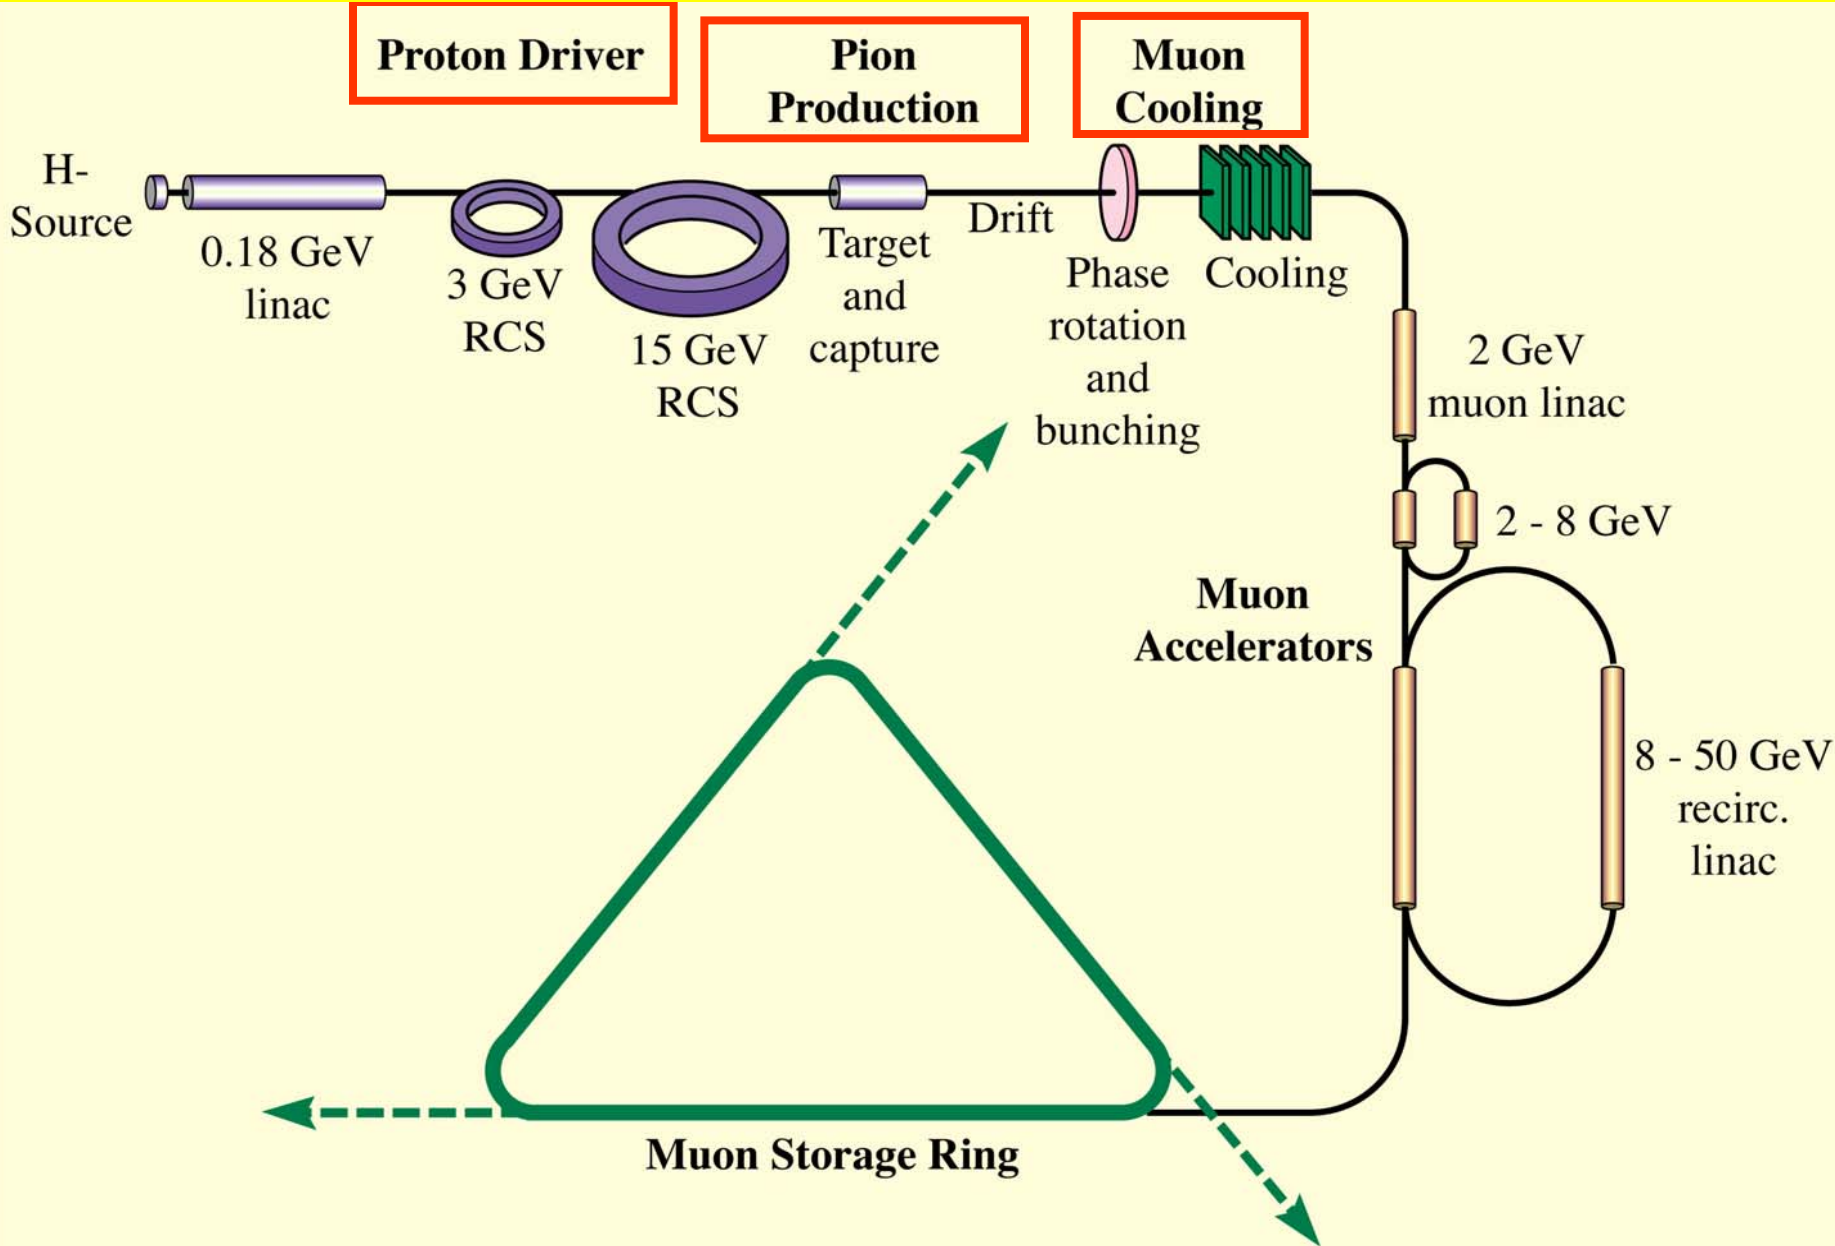 Proton Driver
Pion
Production
Muon
Cooling
H-
Source
0.18 GeV
linac
3 GeV
RCS
15 GeV
RCS
Target
and
capture
Drift
Phase
rotation
and
bunching
Cooling
2 GeV
muon linac
2 - 8 GeV
Muon
Accelerators
8 - 50 GeV
recirc.
linac
Muon Storage Ring